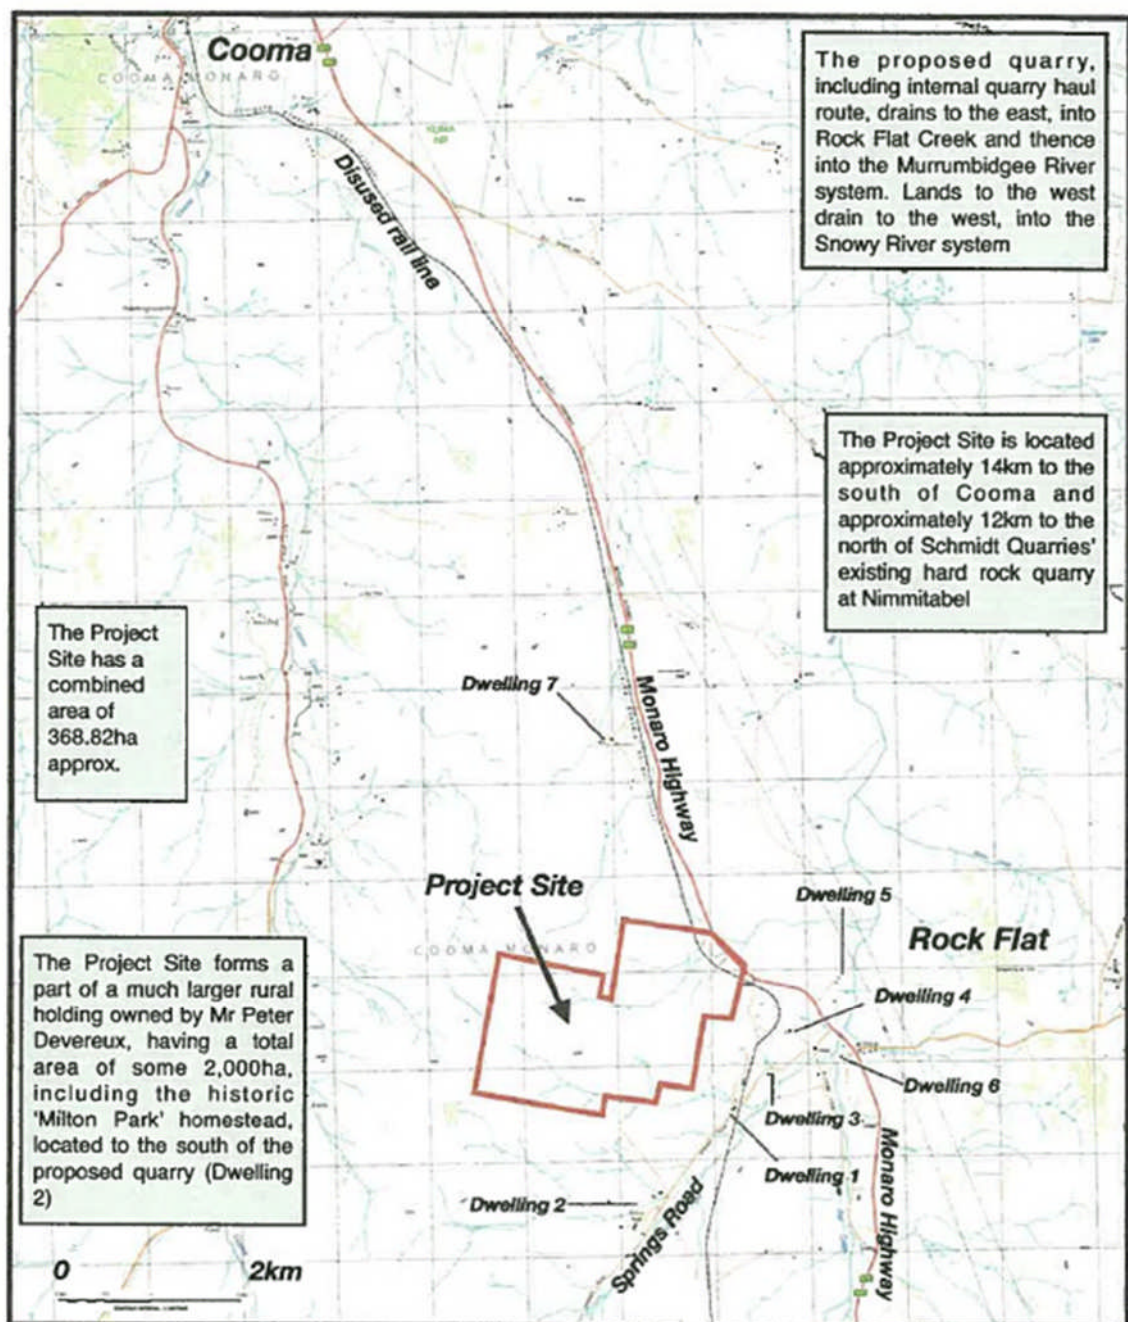 Cooma
COOMA MONARO
Disused rail line
The proposed quarry,
including internal quarry haul
route, drains to the east, into
Rock Flat Creek and thence
into the Murrumbidgee River
system. Lands to the west
drain to the west, into the
Snowy River system
The Project Site is located
approximately 14km to the
south of Cooma and
approximately 12km to the
north of Schmidt Quarries'
existing hard rock quarry
at Nimmitabel
The Project
Site has a
combined
area of
368.82ha
approx.
Dwelling 7
Monaro Highway
Project Site
COOMA MONARO
Dwelling 5
Rock Flat
Dwelling 4
Dwelling 6
Dwelling 3
Dwelling 1
Dwelling 2
Springs Road
Monaro Highway
The Project Site forms a
part of a much larger rural
holding owned by Mr Peter
Devereux, having a total
area of some 2,000ha,
including the historic
'Milton Park' homestead,
located to the south of the
proposed quarry (Dwelling
2)
0 2km